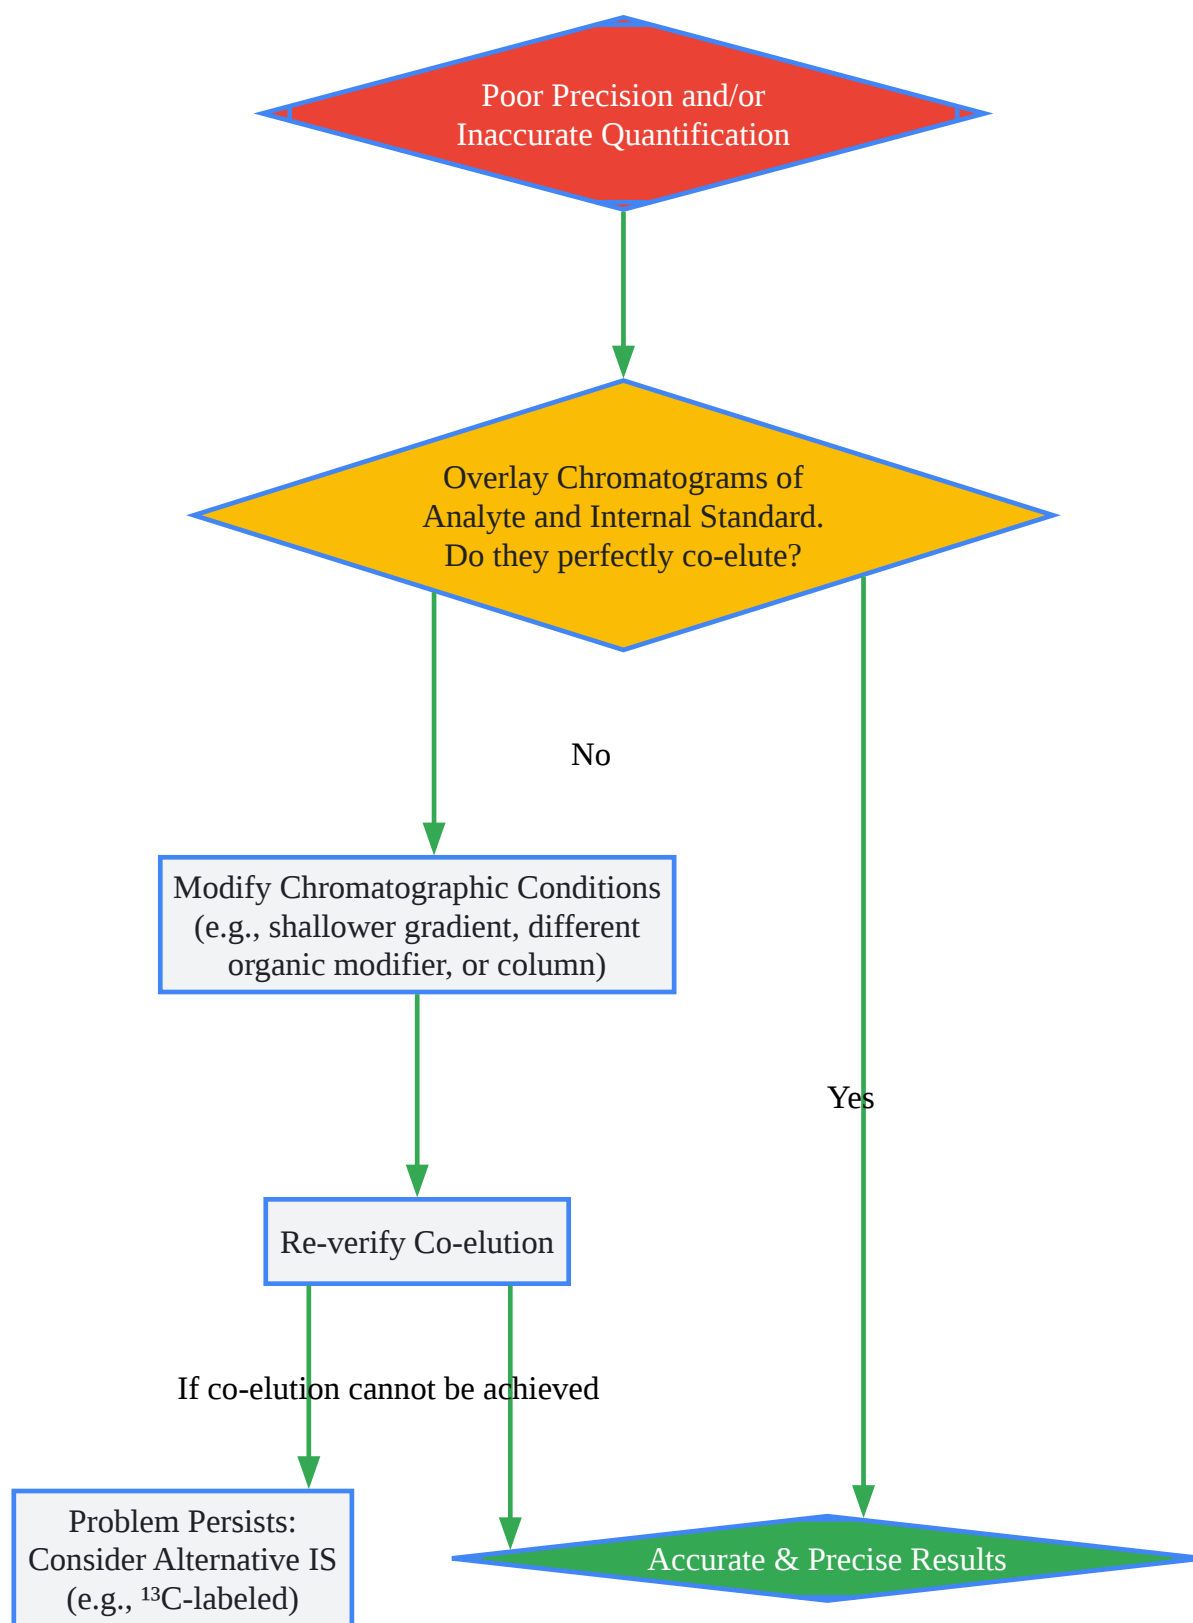 Poor Precision and/or
Inaccurate Quantification
Overlay Chromatograms of
Analyte and Internal Standard.
Do they perfectly co-elute?
No
Modify Chromatographic Conditions
(e.g., shallower gradient, different
organic modifier, or column)
Yes
Re-verify Co-elution
If co-elution cannot be achieved
Problem Persists:
Consider Alternative IS
(e.g., ¹³C-labeled)
Accurate & Precise Results